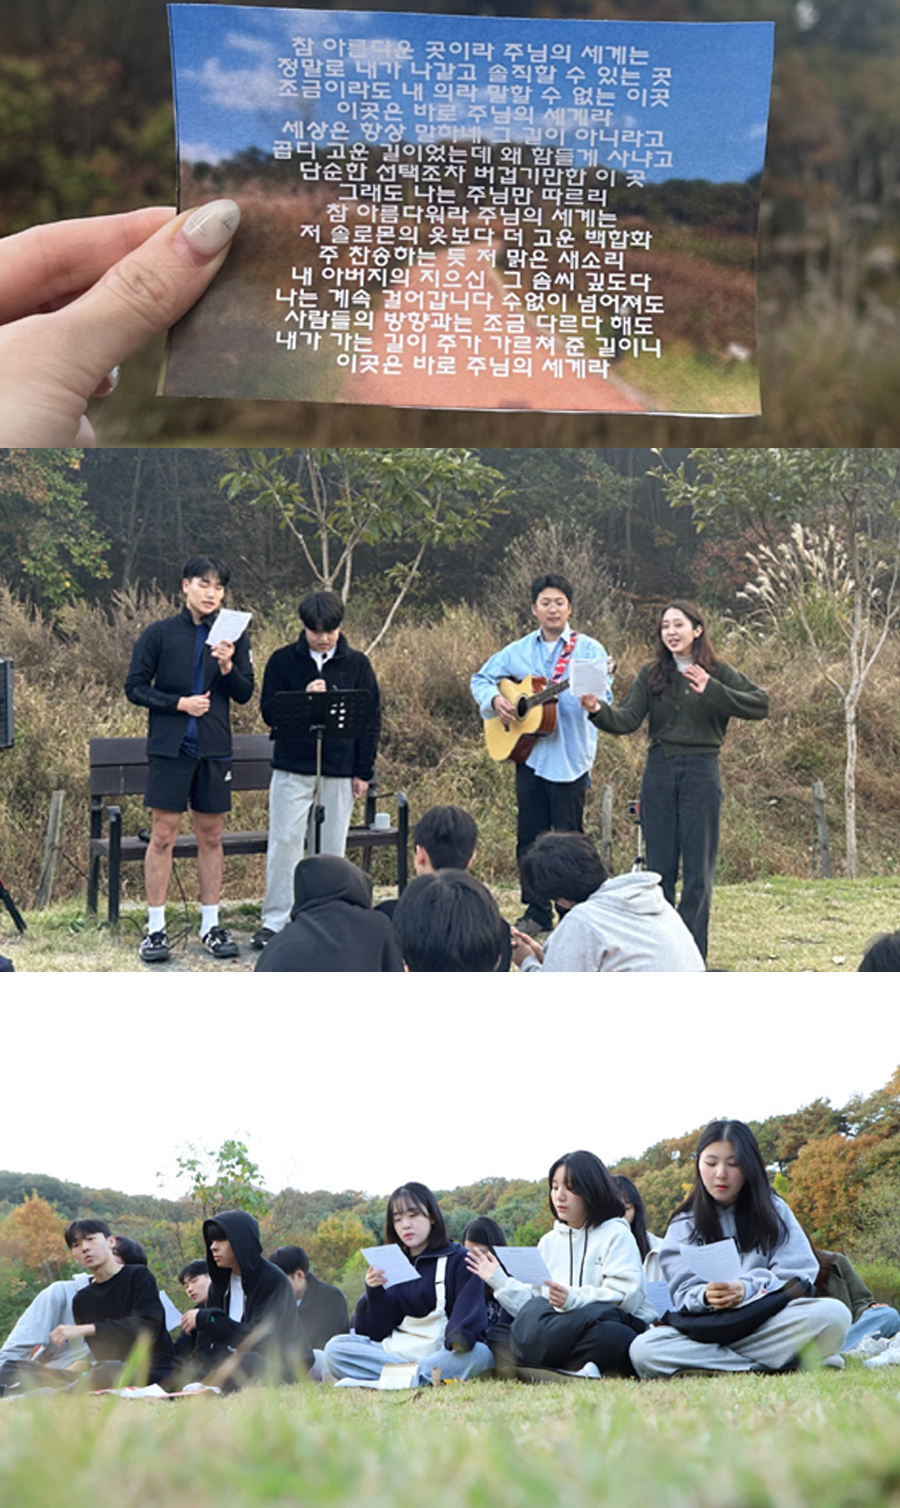 참 아름다운 곳이라 주님의 세계는
정말로 내가 나같고 솔직할 수 있는 곳
조금이라도 내 의라 말할 수 없는 이곳
이곳은 바로 주님의 세계라
세상은 항상 말하네 그 길이 아니라고
곱디 고운 길이었는데 왜 힘들게 사냐고
단순한 선택조차 버겁기만한 이 곳
그래도 나는 주님만 따르리
참 아름다워라 주님의 세계는
저 솔로몬의 옷보다 더 고운 백합화
주 찬송하는 듯 저 맑은 새소리
내 아버지의 지으신 그 솜씨 깊도다
나는 계속 걸어갑니다 수없이 넘어져도
사람들의 방향과는 조금 다르다 해도
내가 가는 길이 주가 가르쳐 준 길이니
이곳은 바로 주님의 세계라